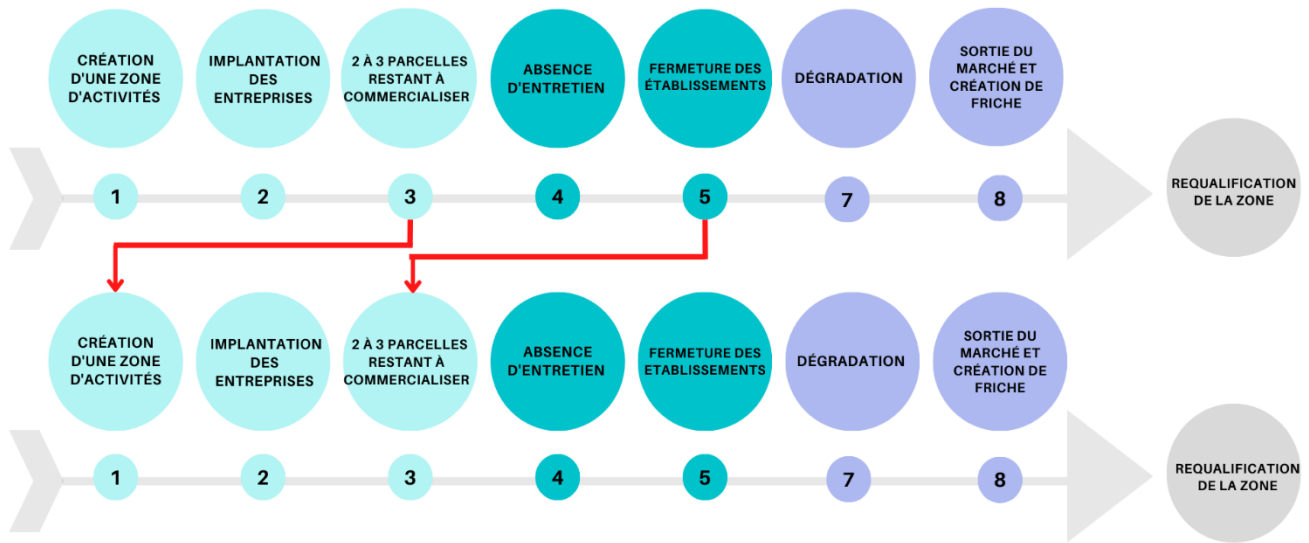 CRÉATION
D'UNE ZONE
D'ACTIVITÉS
IMPLANTATION
DES
ENTREPRISES
2 À 3 PARCELLES
RESTANT À
COMMERCIALISER
ABSENCE
D'ENTRETIEN
FERMETURE DES
ÉTABLISSEMENTS
DÉGRADATION
SORTIE DU
MARCHÉ ET
CRÉATION DE
FRICHE
1
2
3
4
5
7
8
REQUALIFICATION
DE LA ZONE
CRÉATION
D'UNE ZONE
D'ACTIVITÉS
IMPLANTATION
DES
ENTREPRISES
2 À 3 PARCELLES
RESTANT À
COMMERCIALISER
ABSENCE
D'ENTRETIEN
FERMETURE DES
ETABLISSEMENTS
DÉGRADATION
SORTIE DU
MARCHÉ ET
CRÉATION DE
FRICHE
1
2
3
4
5
7
8
REQUALIFICATION
DE LA ZONE